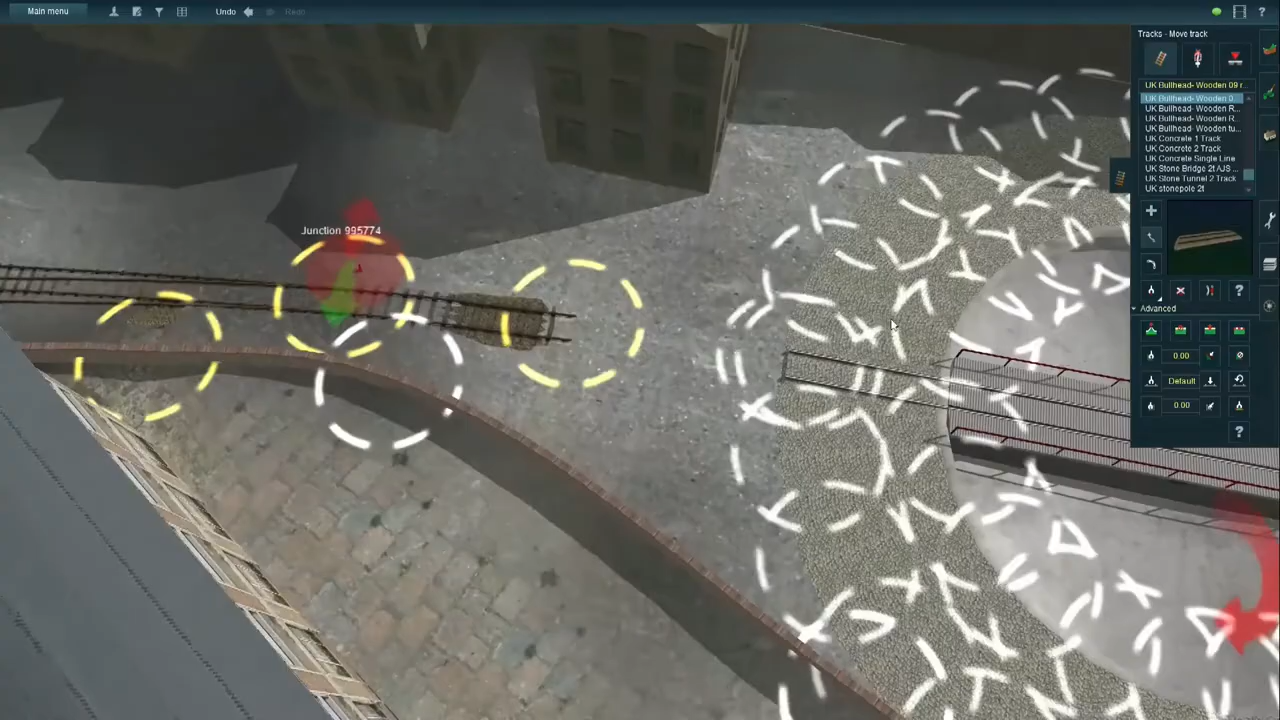 Main menu
Undo
Redo
?
Tracks - Move track
UK Bullhead- Wooden 09 r...
UK Bullhead- Wooden 0...
UK Bullhead- Wooden R...
UK Bullhead- Wooden R...
UK Bullhead- Wooden tu...
UK Concrete 1 Track
UK Concrete 2 Track
UK Concrete Single Line
UK Stone Bridge 2t AJS ...
UK Stone Tunnel 2 Track
UK stonepole 2t
?
Advanced
0.00
Default
0.00
?
Junction 995774